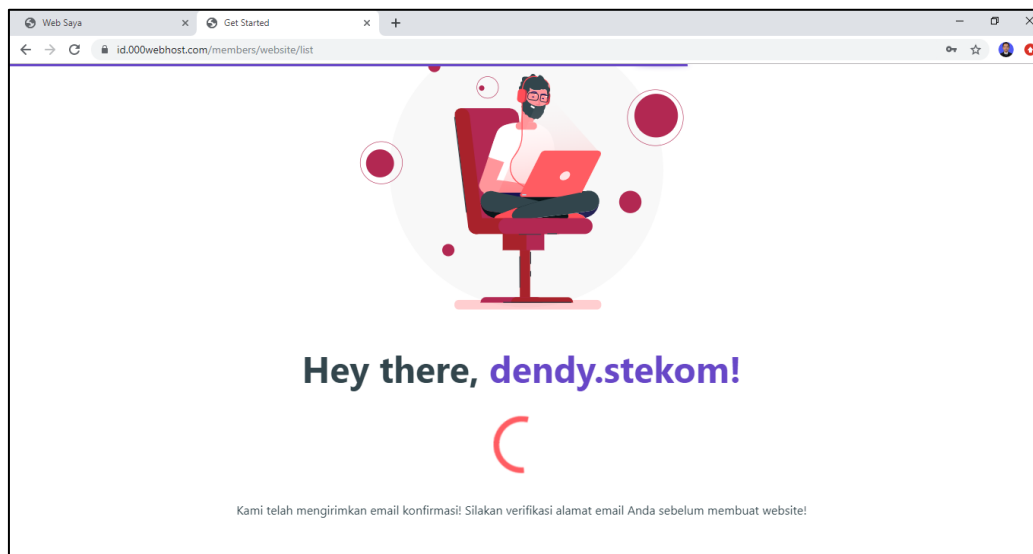 Web Saya
Get Started
id.000webhost.com/members/website/list
Hey there, dendy.stekom!
Kami telah mengirimkan email konfirmasi! Silakan verifikasi alamat email Anda sebelum membuat website!